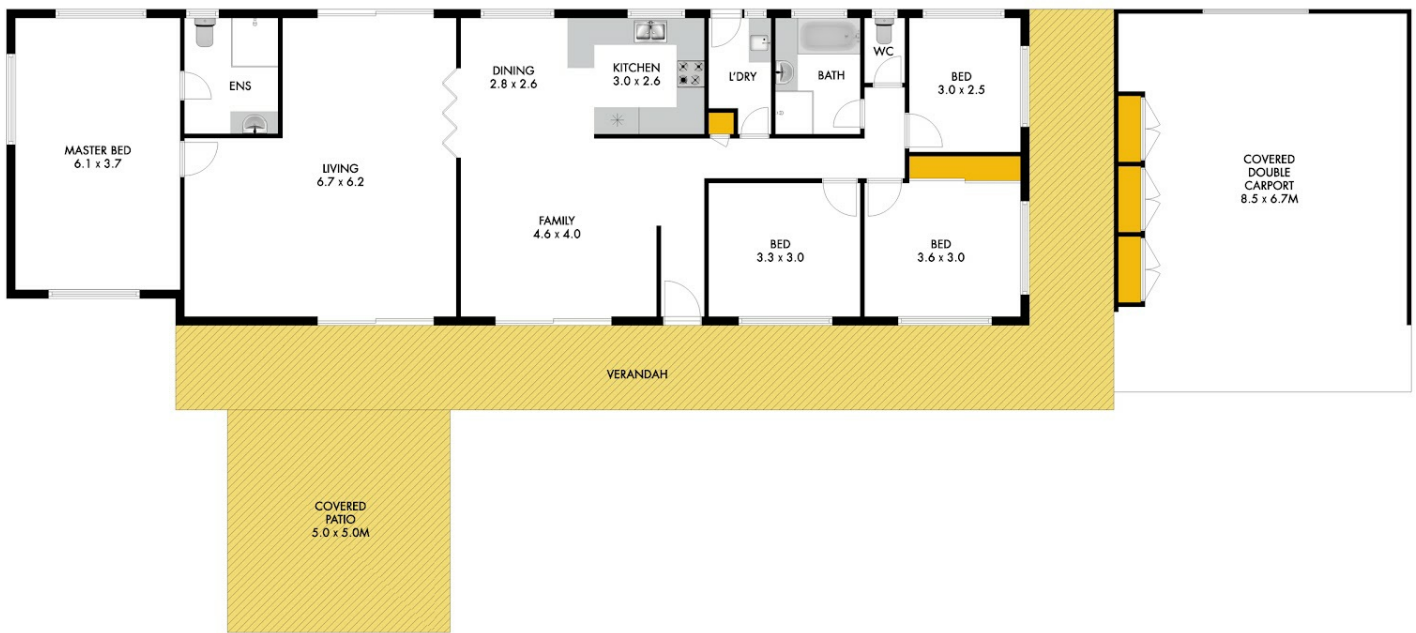 MASTER BED
6.1 x 3.7
ENS
LIVING
6.7 x 6.2
DINING
2.8 x 2.6
KITCHEN
3.0 x 2.6
FAMILY
4.6 x 4.0
L'DRY
BATH
WC
BED
3.0 x 2.5
BED
3.3 x 3.0
BED
3.6 x 3.0
COVERED
DOUBLE
CARPORT
8.5 x 6.7M
VERANDAH
COVERED
PATIO
5.0 x 5.0M